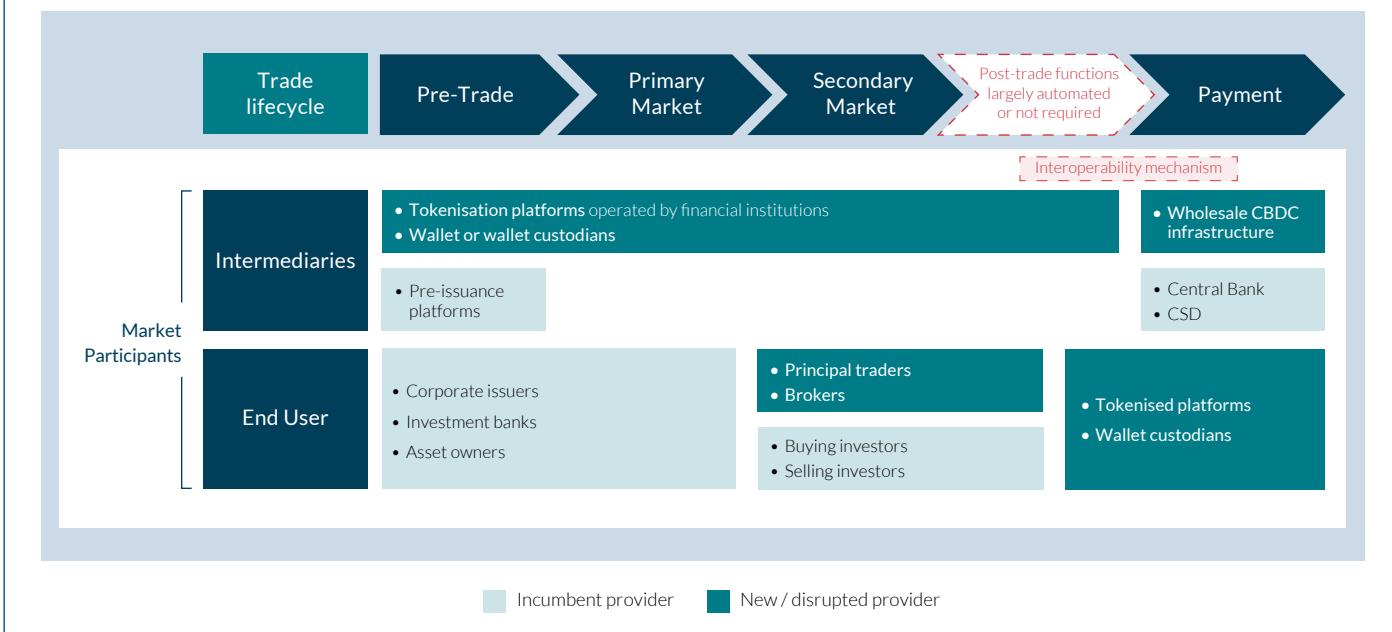 Trade
lifecycle
Pre-Trade
Primary
Market
Secondary
Market
Post-trade functions
largely automated
or not required
Payment
Interoperability mechanism
Market
Participants
Intermediaries
• Tokenisation platforms operated by financial institutions
• Wallet or wallet custodians
• Wholesale CBDC
infrastructure
• Pre-issuance
platforms
• Central Bank
• CSD
End User
• Corporate issuers
• Investment banks
• Asset owners
• Principal traders
• Brokers
• Buying investors
• Selling investors
• Tokenised platforms
• Wallet custodians
Incumbent provider
New / disrupted provider